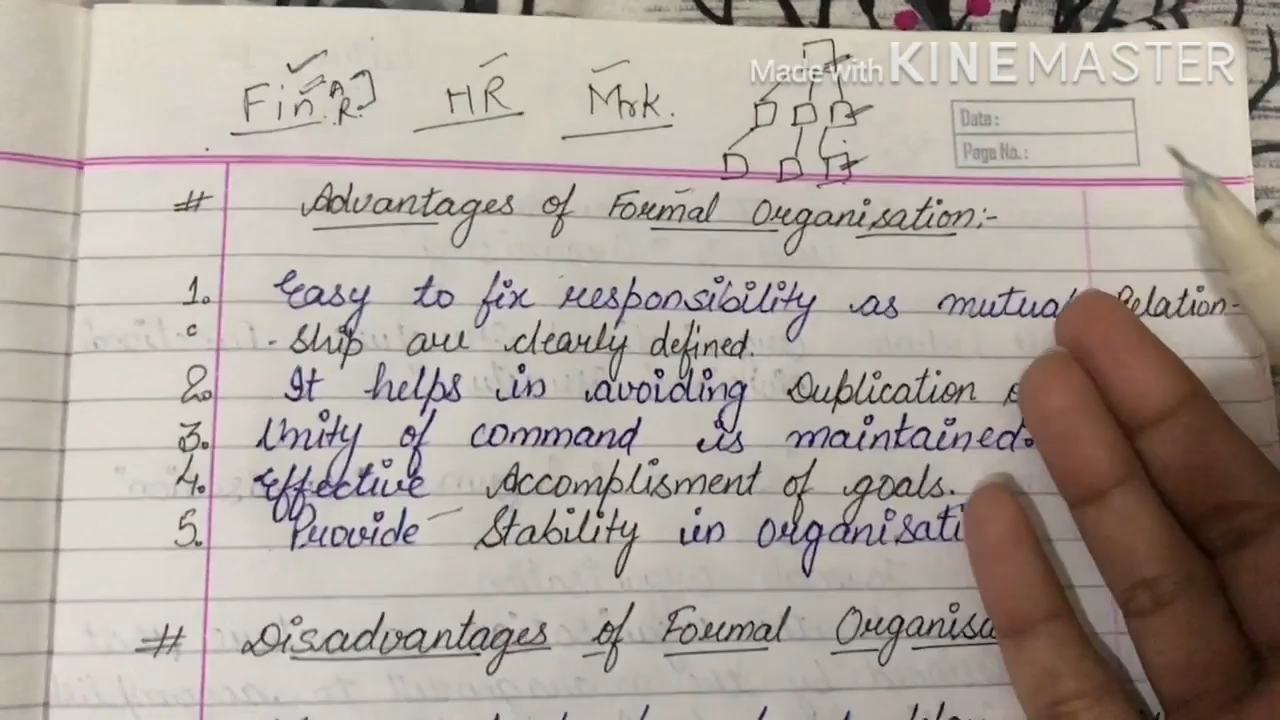 Made with KINEMASTER
Fin. HR Mrk.
Date:
Page No.:
# Advantages of Formal Organisation:-
1. Easy to fix responsibility as mutual Relation-
- ship are clearly defined.
2. It helps in avoiding Duplication
3. Unity of command is maintained.
4. Effective Accomplisment of goals.
5. Provide Stability in organisati
# Disadvantages of Formal Organisa